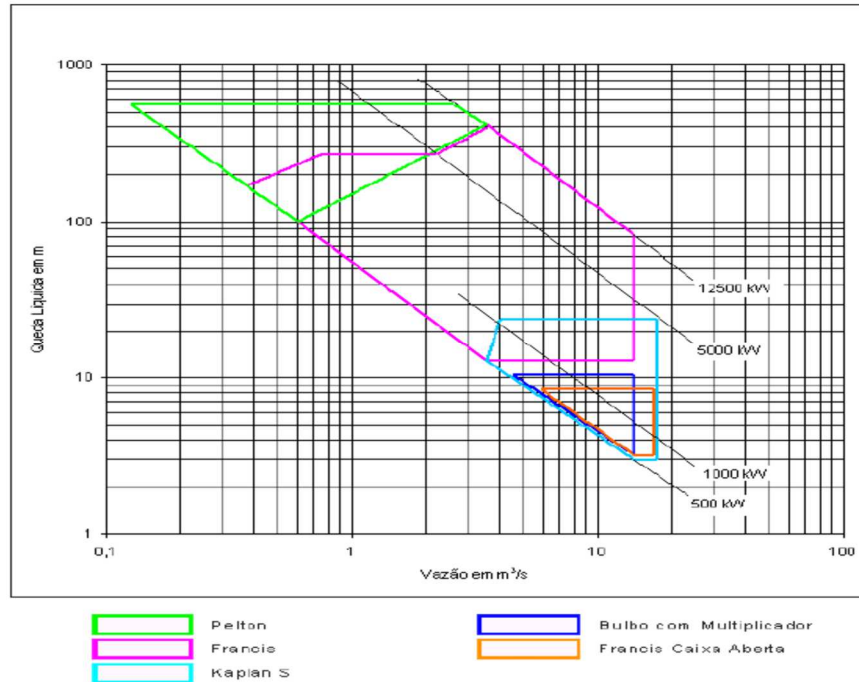 1000
100
10
1
Queda Líquida em m
0,1
1
10
100
Vazão em m³/s
12500 kW
5000 kW
1000 kW
500 kW
Pelton
Francis
Kaplan S
Bulbo com Multiplicador
Francis Caixa Aberta